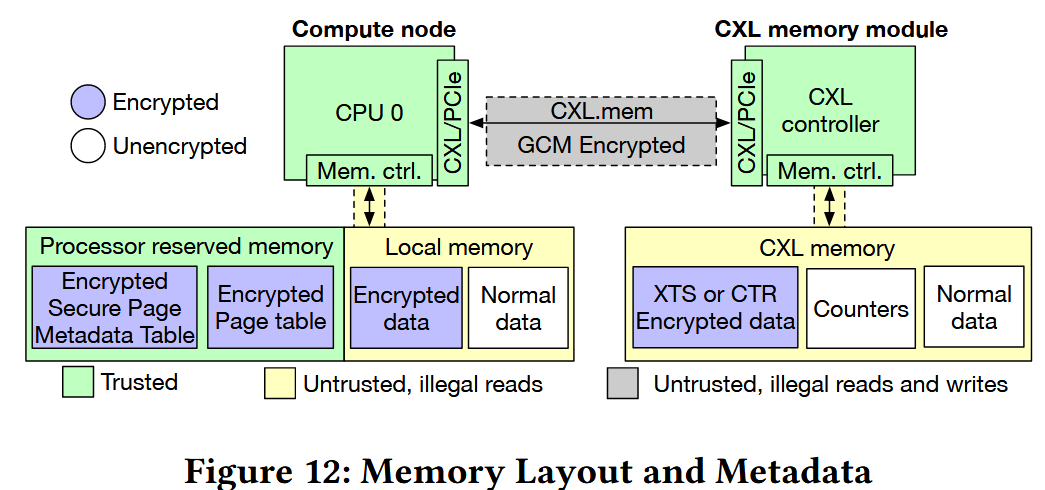 Compute node
CXL memory module
Encrypted
Unencrypted
CPU 0
CXL/PCIe
Mem. ctrl.
CXL.mem
GCM Encrypted
CXL/PCIe
CXL
controller
Mem. ctrl.
Processor reserved memory
Encrypted
Secure Page
Metadata Table
Encrypted
Page table
Local memory
Encrypted
data
Normal
data
CXL memory
XTS or CTR
Encrypted data
Counters
Normal
data
Trusted
Untrusted, illegal reads
Untrusted, illegal reads and writes
Figure 12: Memory Layout and Metadata